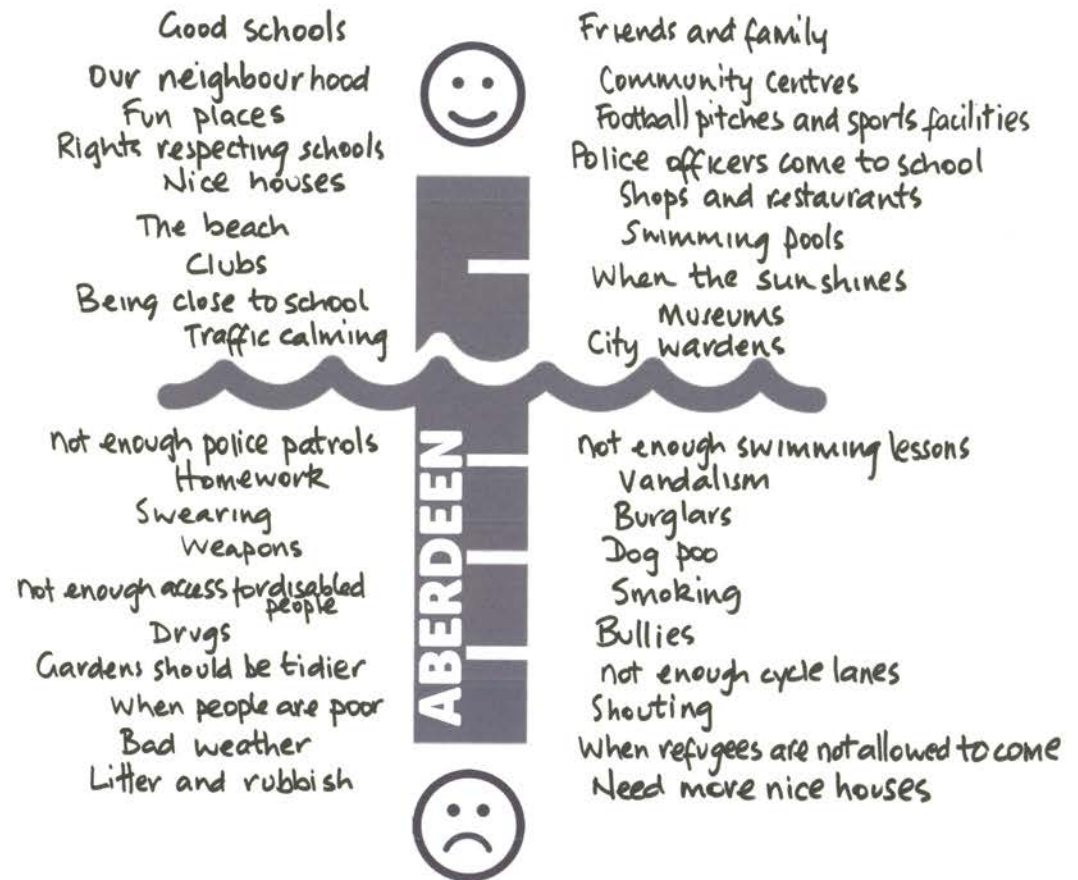 Good schools
Our neighbourhood
Fun places
Rights respecting schools
Nice houses
The beach
Clubs
Being close to school
Traffic calming
Friends and family
Community centres
Football pitches and sports facilities
Police officers come to school
Shops and restaurants
Swimming pools
When the sun shines
Museums
City wardens
ABERDEEN
not enough police patrols
Homework
Swearing
Weapons
not enough access for disabled
people
Drugs
Gardens should be tidier
When people are poor
Bad weather
Litter and rubbish
not enough swimming lessons
Vandalism
Burglars
Dog poo
Smoking
Bullies
not enough cycle lanes
Shouting
When refugees are not allowed to come
Need more nice houses